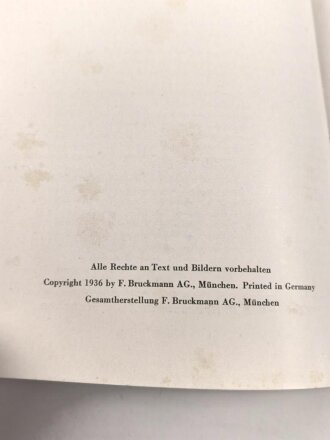 Alle Rechte an Text und Bildern vorbehalten
Copyright 1936 by F. Bruckmann AG., München. Printed in Germany
Gesamtherstellung F. Bruckmann AG., München